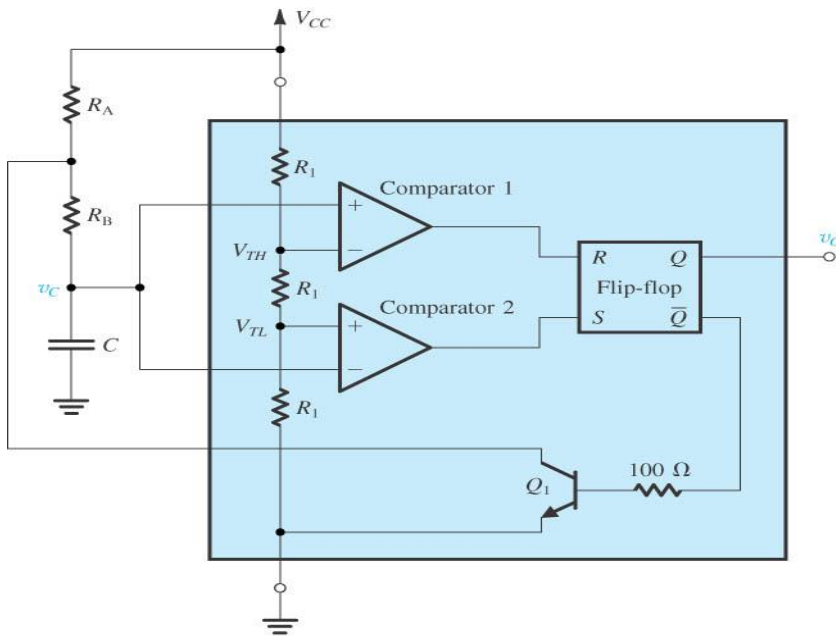 V_CC
R_A
R_1
Comparator 1
R_B
+
V_TH
−
R
Q
v_O
Flip-flop
R_1
Comparator 2
v_C
V_TL
+
S
Q̅
C
−
R_1
100 Ω
Q_1